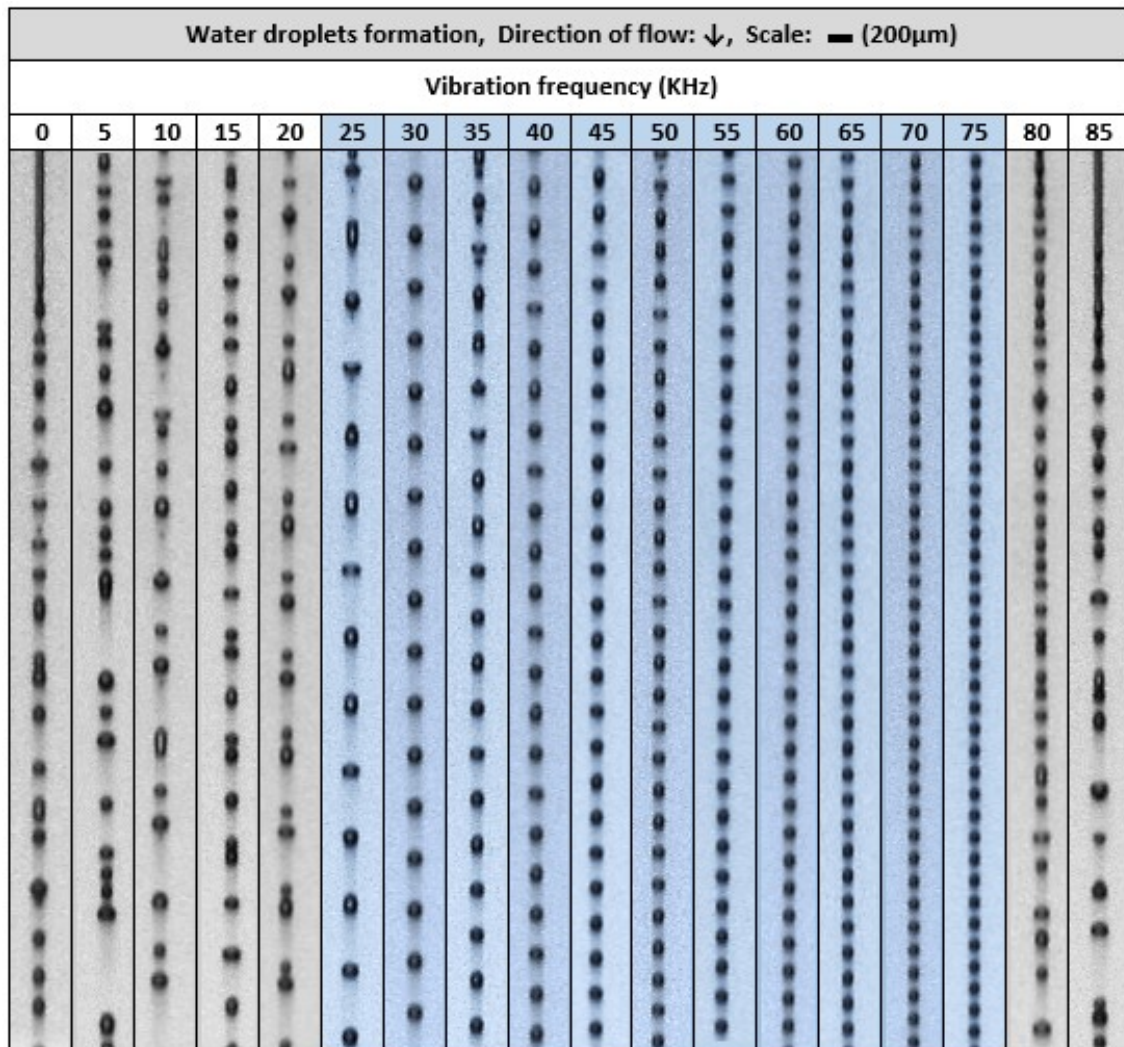 Water droplets formation, Direction of flow: ↓, Scale: ▬ (200µm)
Vibration frequency (KHz)
0 5 10 15 20 25 30 35 40 45 50 55 60 65 70 75 80 85